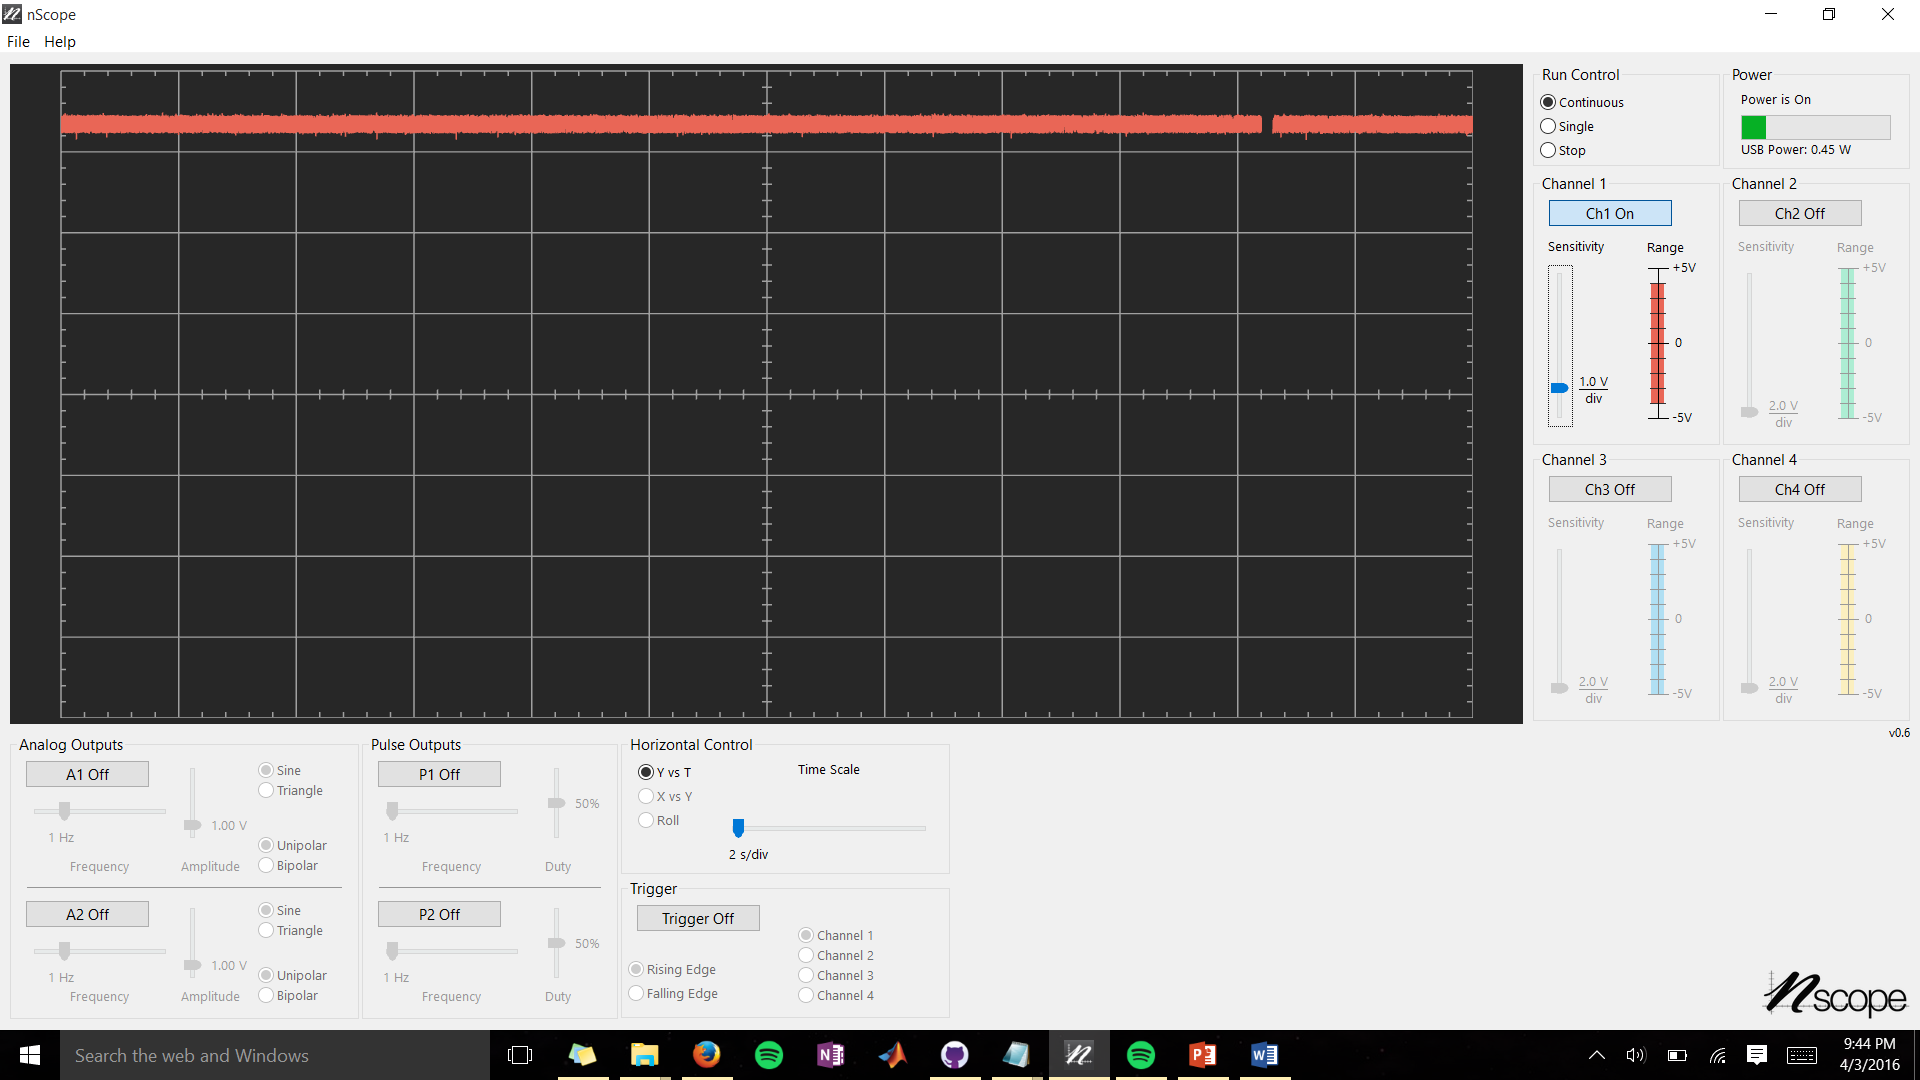 nScope
File Help
Run Control
Continuous
Single
Stop
Power
Power is On
USB Power: 0.45 W
Channel 1
Ch1 On
Sensitivity
Range
+5V
0
-5V
1.0 V
div
Channel 2
Ch2 Off
Sensitivity
Range
+5V
0
-5V
2.0 V
div
Channel 3
Ch3 Off
Sensitivity
Range
+5V
0
-5V
2.0 V
div
Channel 4
Ch4 Off
Sensitivity
Range
+5V
0
-5V
2.0 V
div
v0.6
Analog Outputs
A1 Off
Sine
Triangle
1.00 V
1 Hz
Unipolar
Bipolar
Frequency
Amplitude
A2 Off
Sine
Triangle
1.00 V
1 Hz
Unipolar
Bipolar
Frequency
Amplitude
Pulse Outputs
P1 Off
50%
1 Hz
Frequency
Duty
P2 Off
50%
1 Hz
Frequency
Duty
Horizontal Control
Y vs T
X vs Y
Roll
Time Scale
2 s/div
Trigger
Trigger Off
Rising Edge
Falling Edge
Channel 1
Channel 2
Channel 3
Channel 4
nscope
Search the web and Windows
N
P
W
9:44 PM
4/3/2016